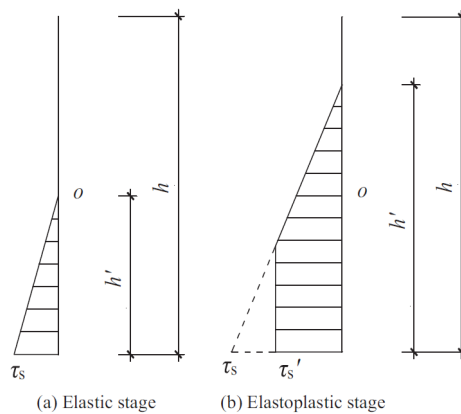 o
h
h'
τs
(a) Elastic stage
o
h
h'
τs
τs'
(b) Elastoplastic stage